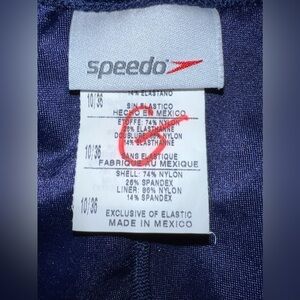 speedo
14% ELASTANO
10/36
SIN ELASTICO
HECHO EN MEXICO
ETOFFE: 74% NYLON
26% ELASTHANNE
DOUBLURE: 86% NYLON
14% ELASTHANNE
10/36
SANS ELASTIQUE
FABRIQUE AU MEXIQUE
SHELL: 74% NYLON
26% SPANDEX
LINER: 86% NYLON
14% SPANDEX
10/36
EXCLUSIVE OF ELASTIC
MADE IN MEXICO